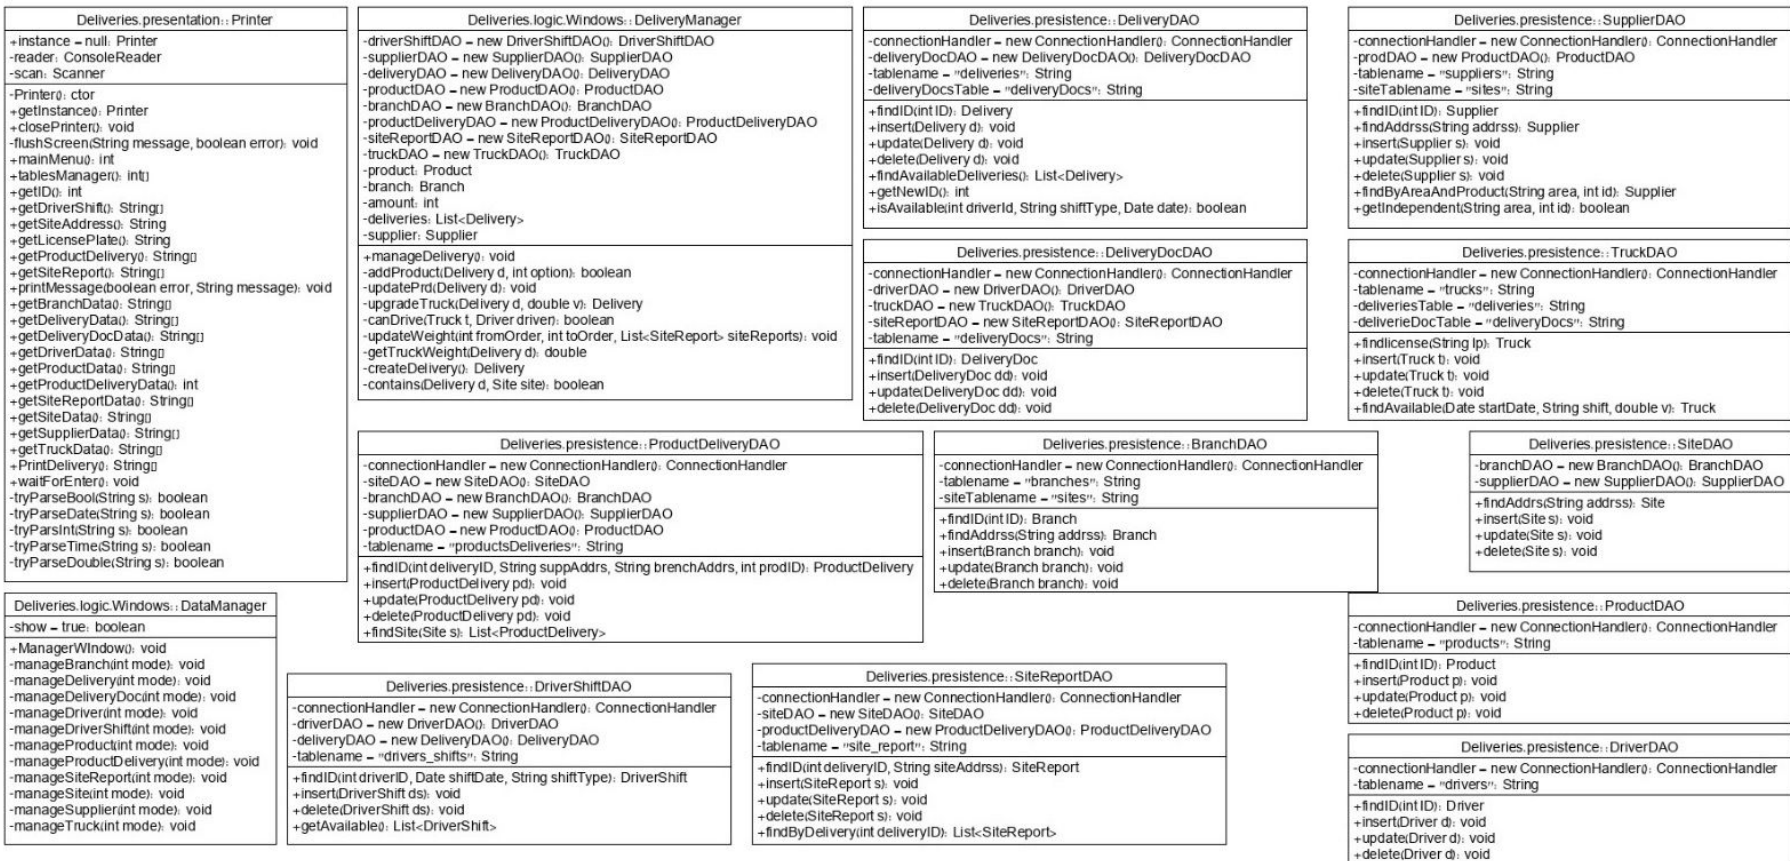 Deliveries.presentation::Printer
+instance = null: Printer
-reader: ConsoleReader
-scan: Scanner
-Printer(): ctor
+getInstance(): Printer
+closePrinter(): void
-flushScreen(String message, boolean error): void
+mainMenu(): int
+tablesManager(): int[]
+getID(): int
+getDriverShift(): String[]
+getSiteAddress(): String
+getLicensePlate(): String
+getProductDelivery(): String[]
+getSiteReport(): String[]
+printMessage(boolean error, String message): void
+getBranchData(): String[]
+getDeliveryData(): String[]
+getDeliveryDocData(): String[]
+getDriverData(): String[]
+getProductData(): String[]
+getProductDeliveryData(): int
+getSiteReportData(): String[]
+getSiteData(): String[]
+getSupplierData(): String[]
+getTruckData(): String[]
+PrintDelivery(): String[]
+waitForEnter(): void
-tryParseBool(String s): boolean
-tryParseDate(String s): boolean
-tryParsInt(String s): boolean
-tryParseTime(String s): boolean
-tryParseDouble(String s): boolean
Deliveries.logic.Windows::DeliveryManager
-driverShiftDAO = new DriverShiftDAO(): DriverShiftDAO
-supplierDAO = new SupplierDAO(): SupplierDAO
-deliveryDAO = new DeliveryDAO(): DeliveryDAO
-productDAO = new ProductDAO(): ProductDAO
-branchDAO = new BranchDAO(): BranchDAO
-productDeliveryDAO = new ProductDeliveryDAO(): ProductDeliveryDAO
-siteReportDAO = new SiteReportDAO(): SiteReportDAO
-truckDAO = new TruckDAO(): TruckDAO
-product: Product
-branch: Branch
-amount: int
-deliveries: List<Delivery>
-supplier: Supplier
+manageDelivery(): void
-addProduct(Delivery d, int option): boolean
-updatePrd(Delivery d): void
-upgradeTruck(Delivery d, double v): Delivery
-canDrive(Truck t, Driver driver): boolean
-updateWeight(int fromOrder, int toOrder, List<SiteReport> siteReports): void
-getTruckWeight(Delivery d): double
-createDelivery(): Delivery
-contains(Delivery d, Site site): boolean
Deliveries.presistence::DeliveryDAO
-connectionHandler = new ConnectionHandler(): ConnectionHandler
-deliveryDocDAO = new DeliveryDocDAO(): DeliveryDocDAO
-tablename = "deliveries": String
-deliveryDocsTable = "deliveryDocs": String
+findID(int ID): Delivery
+insert(Delivery d): void
+update(Delivery d): void
+delete(Delivery d): void
+findAvailableDeliveries(): List<Delivery>
+getNewID(): int
+isAvailable(int driverId, String shiftType, Date date): boolean
Deliveries.presistence::SupplierDAO
-connectionHandler = new ConnectionHandler(): ConnectionHandler
-prodDAO = new ProductDAO(): ProductDAO
-tablename = "suppliers": String
-siteTablename = "sites": String
+findID(int ID): Supplier
+findAddrss(String addrss): Supplier
+insert(Supplier s): void
+update(Supplier s): void
+delete(Supplier s): void
+findByAreaAndProduct(String area, int id): Supplier
+getIndependent(String area, int id): boolean
Deliveries.presistence::DeliveryDocDAO
-connectionHandler = new ConnectionHandler(): ConnectionHandler
-driverDAO = new DriverDAO(): DriverDAO
-truckDAO = new TruckDAO(): TruckDAO
-siteReportDAO = new SiteReportDAO(): SiteReportDAO
-tablename = "deliveryDocs": String
+findID(int ID): DeliveryDoc
+insert(DeliveryDoc dd): void
+update(DeliveryDoc dd): void
+delete(DeliveryDoc dd): void
Deliveries.presistence::TruckDAO
-connectionHandler = new ConnectionHandler(): ConnectionHandler
-tablename = "trucks": String
-deliveriesTable = "deliveries": String
-deliverieDocTable = "deliveryDocs": String
+findlicense(String lp): Truck
+insert(Truck t): void
+update(Truck t): void
+delete(Truck t): void
+findAvailable(Date startDate, String shift, double v): Truck
Deliveries.presistence::ProductDeliveryDAO
-connectionHandler = new ConnectionHandler(): ConnectionHandler
-siteDAO = new SiteDAO(): SiteDAO
-branchDAO = new BranchDAO(): BranchDAO
-supplierDAO = new SupplierDAO(): SupplierDAO
-productDAO = new ProductDAO(): ProductDAO
-tablename = "productsDeliveries": String
+findID(int deliveryID, String suppAddrs, String brenchAddrs, int prodID): ProductDelivery
+insert(ProductDelivery pd): void
+update(ProductDelivery pd): void
+delete(ProductDelivery pd): void
+findSite(Site s): List<ProductDelivery>
Deliveries.presistence::BranchDAO
-connectionHandler = new ConnectionHandler(): ConnectionHandler
-tablename = "branches": String
-siteTablename = "sites": String
+findID(int ID): Branch
+findAddrss(String addrss): Branch
+insert(Branch branch): void
+update(Branch branch): void
+delete(Branch branch): void
Deliveries.presistence::SiteDAO
-branchDAO = new BranchDAO(): BranchDAO
-supplierDAO = new SupplierDAO(): SupplierDAO
+findAddrs(String addrss): Site
+insert(Site s): void
+update(Site s): void
+delete(Site s): void
Deliveries.logic.Windows::DataManager
-show = true: boolean
+ManagerWIndow(): void
-manageBranch(int mode): void
-manageDelivery(int mode): void
-manageDeliveryDoc(int mode): void
-manageDriver(int mode): void
-manageDriverShift(int mode): void
-manageProduct(int mode): void
-manageProductDelivery(int mode): void
-manageSiteReport(int mode): void
-manageSite(int mode): void
-manageSupplier(int mode): void
-manageTruck(int mode): void
Deliveries.presistence::DriverShiftDAO
-connectionHandler = new ConnectionHandler(): ConnectionHandler
-driverDAO = new DriverDAO(): DriverDAO
-deliveryDAO = new DeliveryDAO(): DeliveryDAO
-tablename = "drivers_shifts": String
+findID(int driverID, Date shiftDate, String shiftType): DriverShift
+insert(DriverShift ds): void
+delete(DriverShift ds): void
+getAvailable(): List<DriverShift>
Deliveries.presistence::SiteReportDAO
-connectionHandler = new ConnectionHandler(): ConnectionHandler
-siteDAO = new SiteDAO(): SiteDAO
-productDeliveryDAO = new ProductDeliveryDAO(): ProductDeliveryDAO
-tablename = "site_report": String
+findID(int deliveryID, String siteAddrss): SiteReport
+insert(SiteReport s): void
+update(SiteReport s): void
+delete(SiteReport s): void
+findByDelivery(int deliveryID): List<SiteReport>
Deliveries.presistence::ProductDAO
-connectionHandler = new ConnectionHandler(): ConnectionHandler
-tablename = "products": String
+findID(int ID): Product
+insert(Product p): void
+update(Product p): void
+delete(Product p): void
Deliveries.presistence::DriverDAO
-connectionHandler = new ConnectionHandler(): ConnectionHandler
-tablename = "drivers": String
+findID(int ID): Driver
+insert(Driver d): void
+update(Driver d): void
+delete(Driver d): void